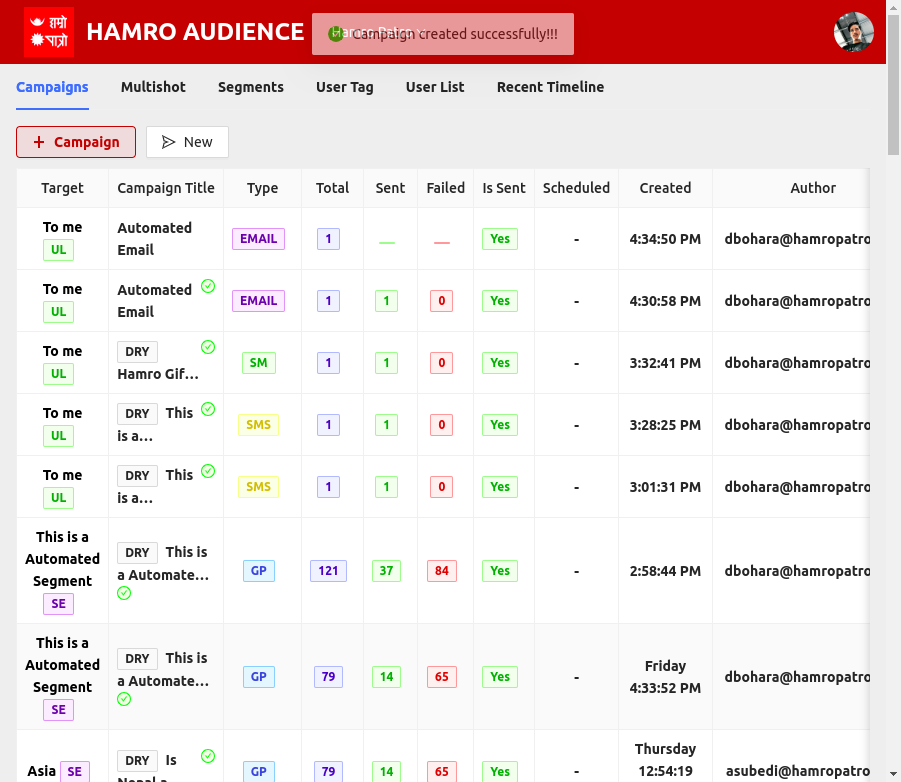 हाम्रो
पात्रो
HAMRO AUDIENCE
Campaign created successfully!!!
Campaigns
Multishot
Segments
User Tag
User List
Recent Timeline
+ Campaign
New
Target Campaign Title Type Total Sent Failed Is Sent Scheduled Created Author
To me
UL
Automated
Email
EMAIL 1 — — Yes - 4:34:50 PM dbohara@hamropatro
To me
UL
Automated
Email
EMAIL 1 1 0 Yes - 4:30:58 PM dbohara@hamropatro
To me
UL
DRY
Hamro Gif...
SM 1 1 0 Yes - 3:32:41 PM dbohara@hamropatro
To me
UL
DRY This
is a...
SMS 1 1 0 Yes - 3:28:25 PM dbohara@hamropatro
To me
UL
DRY This
is a...
SMS 1 1 0 Yes - 3:01:31 PM dbohara@hamropatro
This is a
Automated
Segment
SE
DRY This is
a Automate...
GP 121 37 84 Yes - 2:58:44 PM dbohara@hamropatro
This is a
Automated
Segment
SE
DRY This is
a Automate...
GP 79 14 65 Yes - Friday
4:33:52 PM
dbohara@hamropatro
Asia SE
DRY Is
Nepal a
GP 79 14 65 Yes - Thursday
12:54:19
asubedi@hamropatro